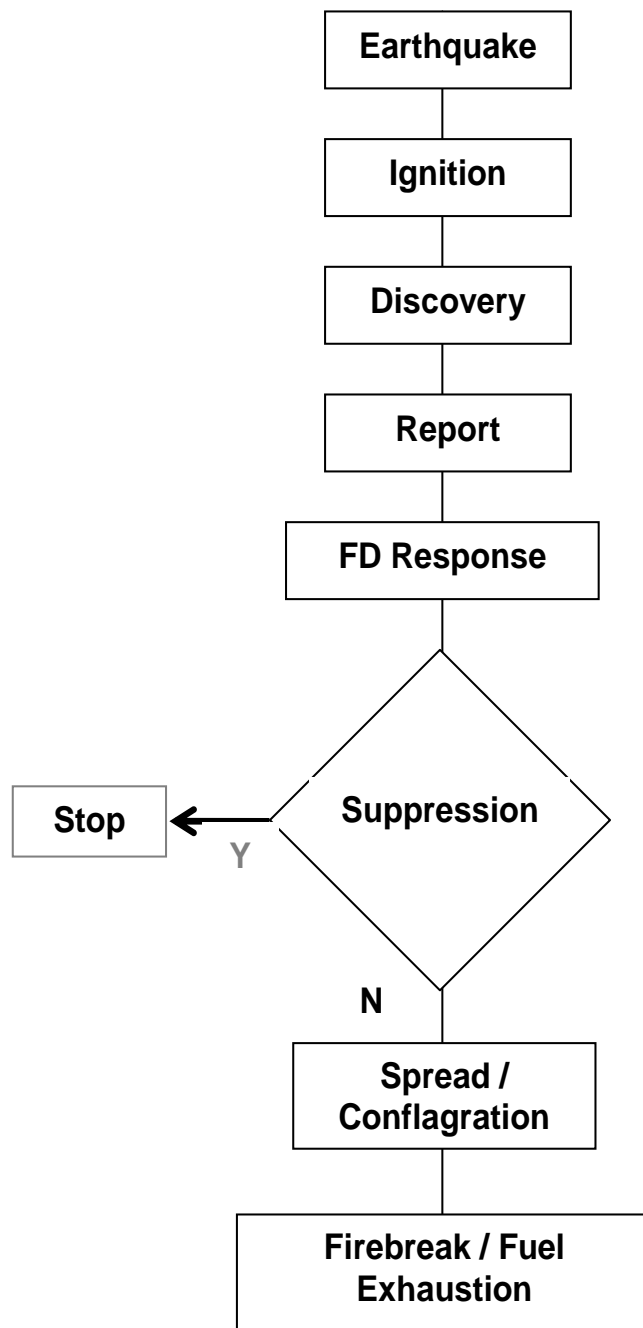 Earthquake
Ignition
Discovery
Report
FD Response
Suppression
Stop
Y
N
Spread /
Conflagration
Firebreak / Fuel
Exhaustion